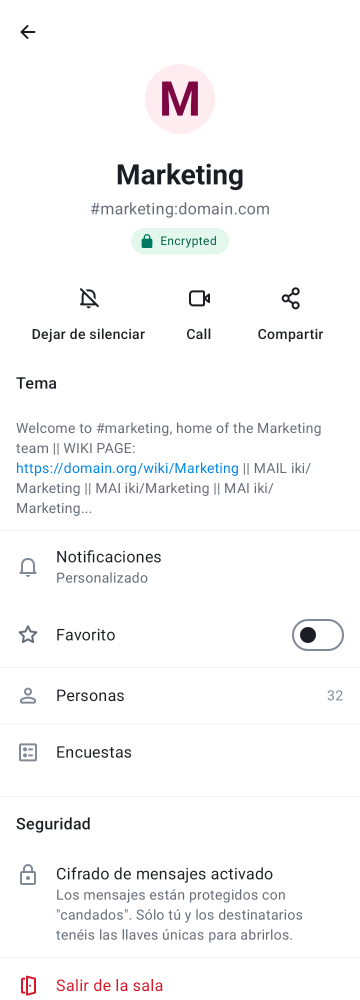 M
Marketing
#marketing:domain.com
Encrypted
Dejar de silenciar
Call
Compartir
Tema
Welcome to #marketing, home of the Marketing
team || WIKI PAGE:
https://domain.org/wiki/Marketing || MAIL iki/
Marketing || MAI iki/Marketing || MAI iki/
Marketing...
Notificaciones
Personalizado
Favorito
Personas 32
Encuestas
Seguridad
Cifrado de mensajes activado
Los mensajes están protegidos con
"candados". Sólo tú y los destinatarios
tenéis las llaves únicas para abrirlos.
Salir de la sala